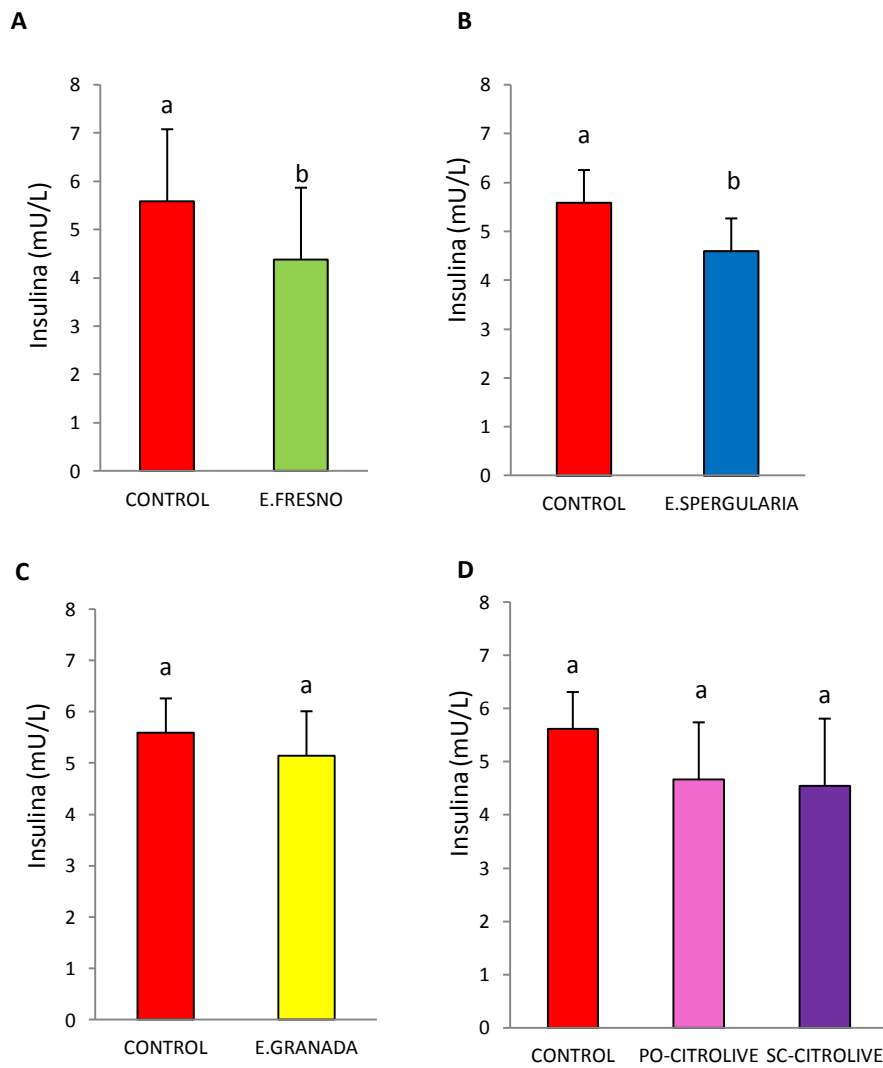 A
Insulina (mU/L)
8
7
6
5
4
3
2
1
0
a
b
CONTROL E.FRESNO
B
Insulina (mU/L)
8
7
6
5
4
3
2
1
0
a
b
CONTROL E.SPERGULARIA
C
Insulina (mU/L)
8
7
6
5
4
3
2
1
0
a
a
CONTROL E.GRANADA
D
Insulina (mU/L)
8
7
6
5
4
3
2
1
0
a
a
a
CONTROL PO-CITROLIVE SC-CITROLIVE